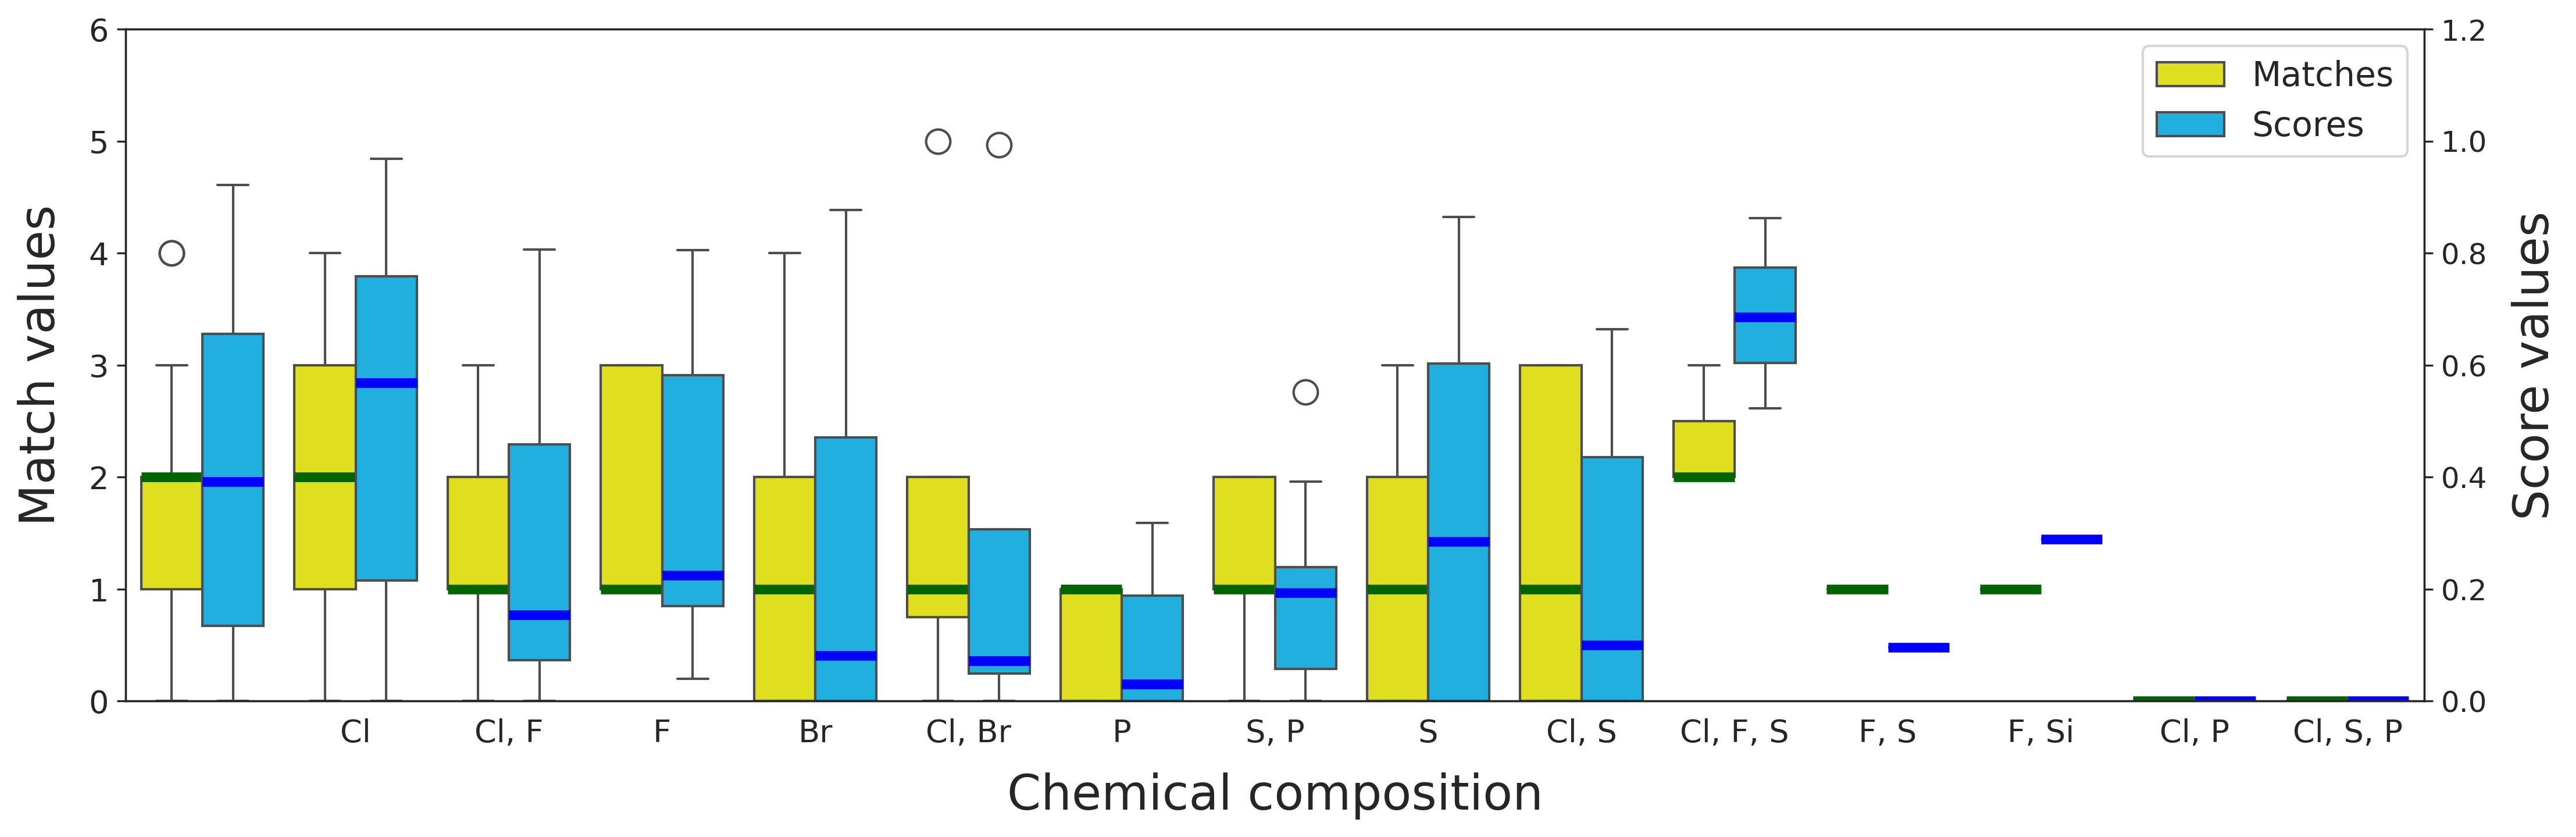 Match values
6
5
4
3
2
1
0
Matches
Scores
1.2
1.0
0.8
0.6
0.4
0.2
0.0
Score values
Cl Cl, F F Br Cl, Br P S, P S Cl, S Cl, F, S F, S F, Si Cl, P Cl, S, P
Chemical composition